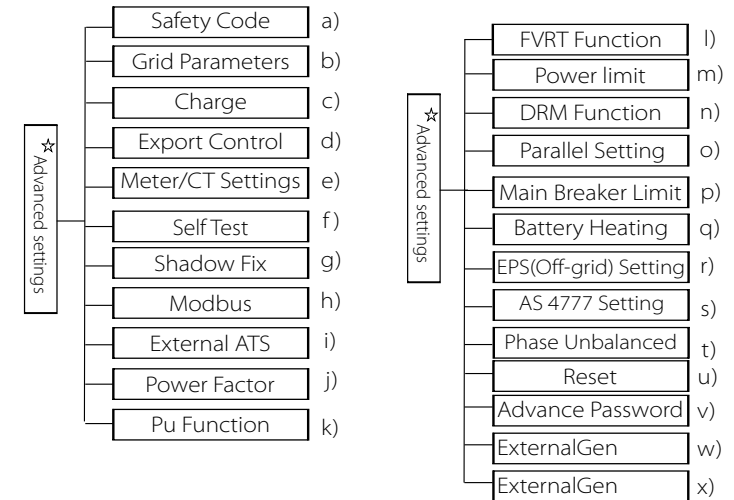 ☆ Advanced settings
Safety Code a)
Grid Parameters b)
Charge c)
Export Control d)
Meter/CT Settings e)
Self Test f)
Shadow Fix g)
Modbus h)
External ATS i)
Power Factor j)
Pu Function k)
☆ Advanced settings
FVRT Function l)
Power limit m)
DRM Function n)
Parallel Setting o)
Main Breaker Limit p)
Battery Heating q)
EPS(Off-grid) Setting r)
AS 4777 Setting s)
Phase Unbalanced t)
Reset u)
Advance Password v)
ExternalGen w)
ExternalGen x)